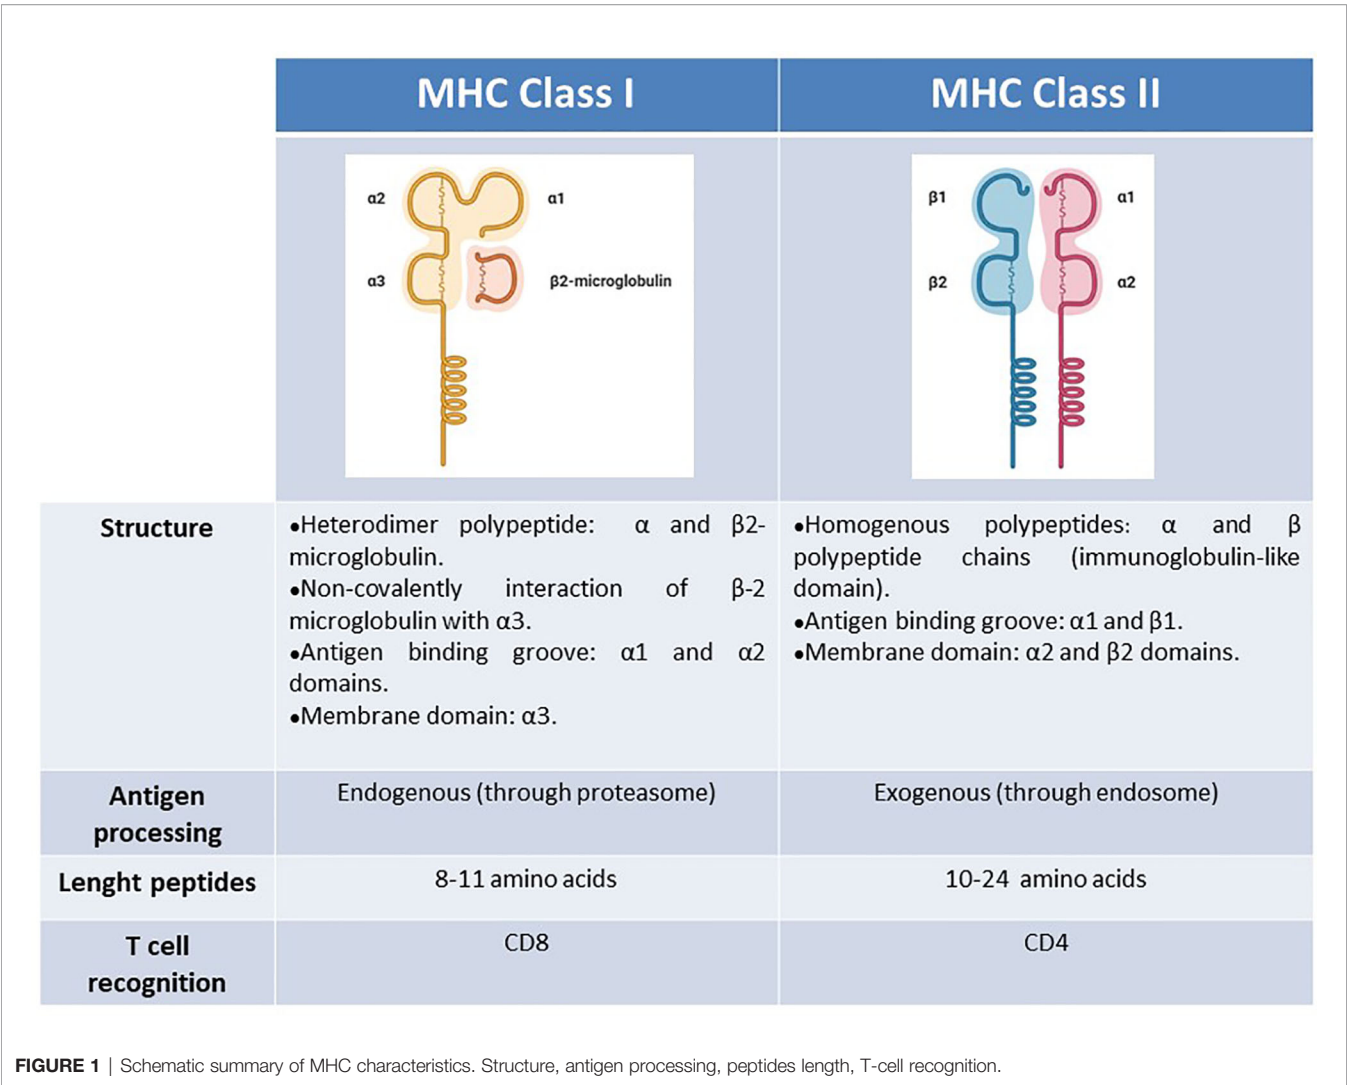 MHC Class I
MHC Class II
α2
α1
α3
β2-microglobulin
S
S
S
S
S
S
β1
α1
β2
α2
S
S
S
S
S
S
Structure
●Heterodimer polypeptide: α and β2-
microglobulin.
●Non-covalently interaction of β-2
microglobulin with α3.
●Antigen binding groove: α1 and α2
domains.
●Membrane domain: α3.
●Homogenous polypeptides: α and β
polypeptide chains (immunoglobulin-like
domain).
●Antigen binding groove: α1 and β1.
●Membrane domain: α2 and β2 domains.
Antigen
processing
Endogenous (through proteasome)
Exogenous (through endosome)
Lenght peptides
8-11 amino acids
10-24 amino acids
T cell
recognition
CD8
CD4
FIGURE 1 | Schematic summary of MHC characteristics. Structure, antigen processing, peptides length, T-cell recognition.